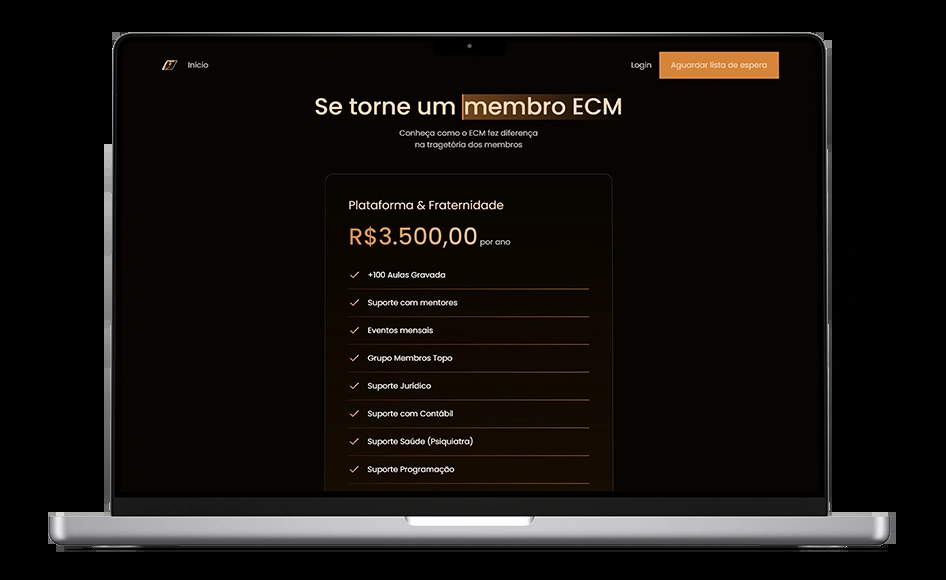 Início
Login
Aguardar lista de espera
Se torne um membro ECM
Conheça como o ECM fez diferença
na tragetória dos membros
Plataforma & Fraternidade
R$3.500,00 por ano
+100 Aulas Gravada
Suporte com mentores
Eventos mensais
Grupo Membros Topo
Suporte Jurídico
Suporte com Contábil
Suporte Saúde (Psiquiatra)
Suporte Programação